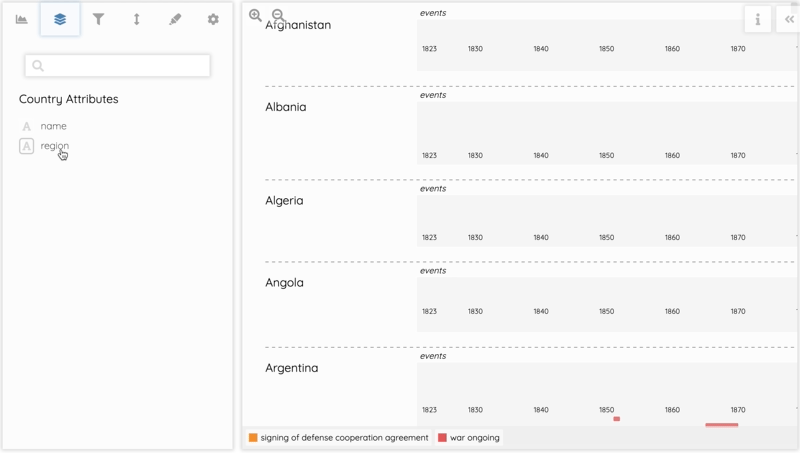 Country Attributes
A name
A region
events
Afghanistan
1823 1830 1840 1850 1860 1870
events
Albania
1823 1830 1840 1850 1860 1870
events
Algeria
1823 1830 1840 1850 1860 1870
events
Angola
1823 1830 1840 1850 1860 1870
events
Argentina
1823 1830 1840 1850 1860 1870
signing of defense cooperation agreement war ongoing